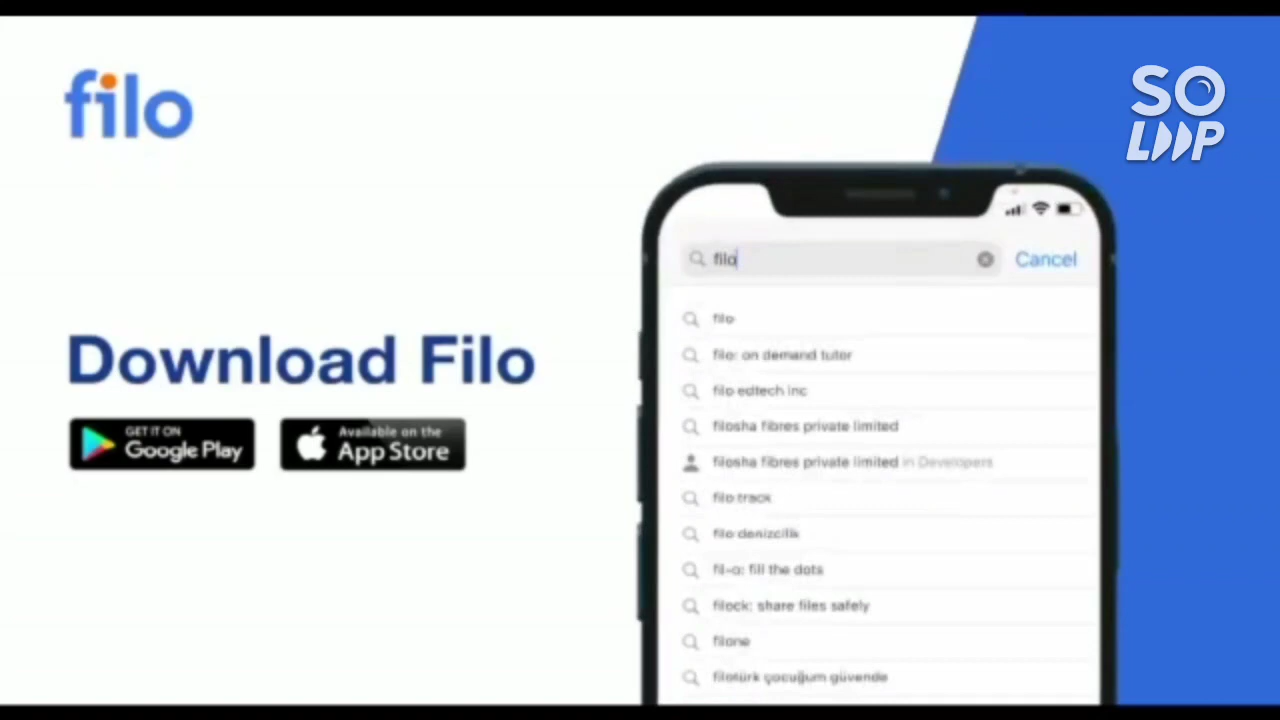 filo
SO
LOOP
filo
Cancel
filo
filo: on demand tutor
Download Filo
filo edtech inc
GET IT ON
Google Play
Available on the
App Store
filosha fibres private limited
filosha fibres private limited in Developers
filo track
filo denizcilik
fil-o: fill the dots
filock: share files safely
filone
filotürk çocuğum güvende